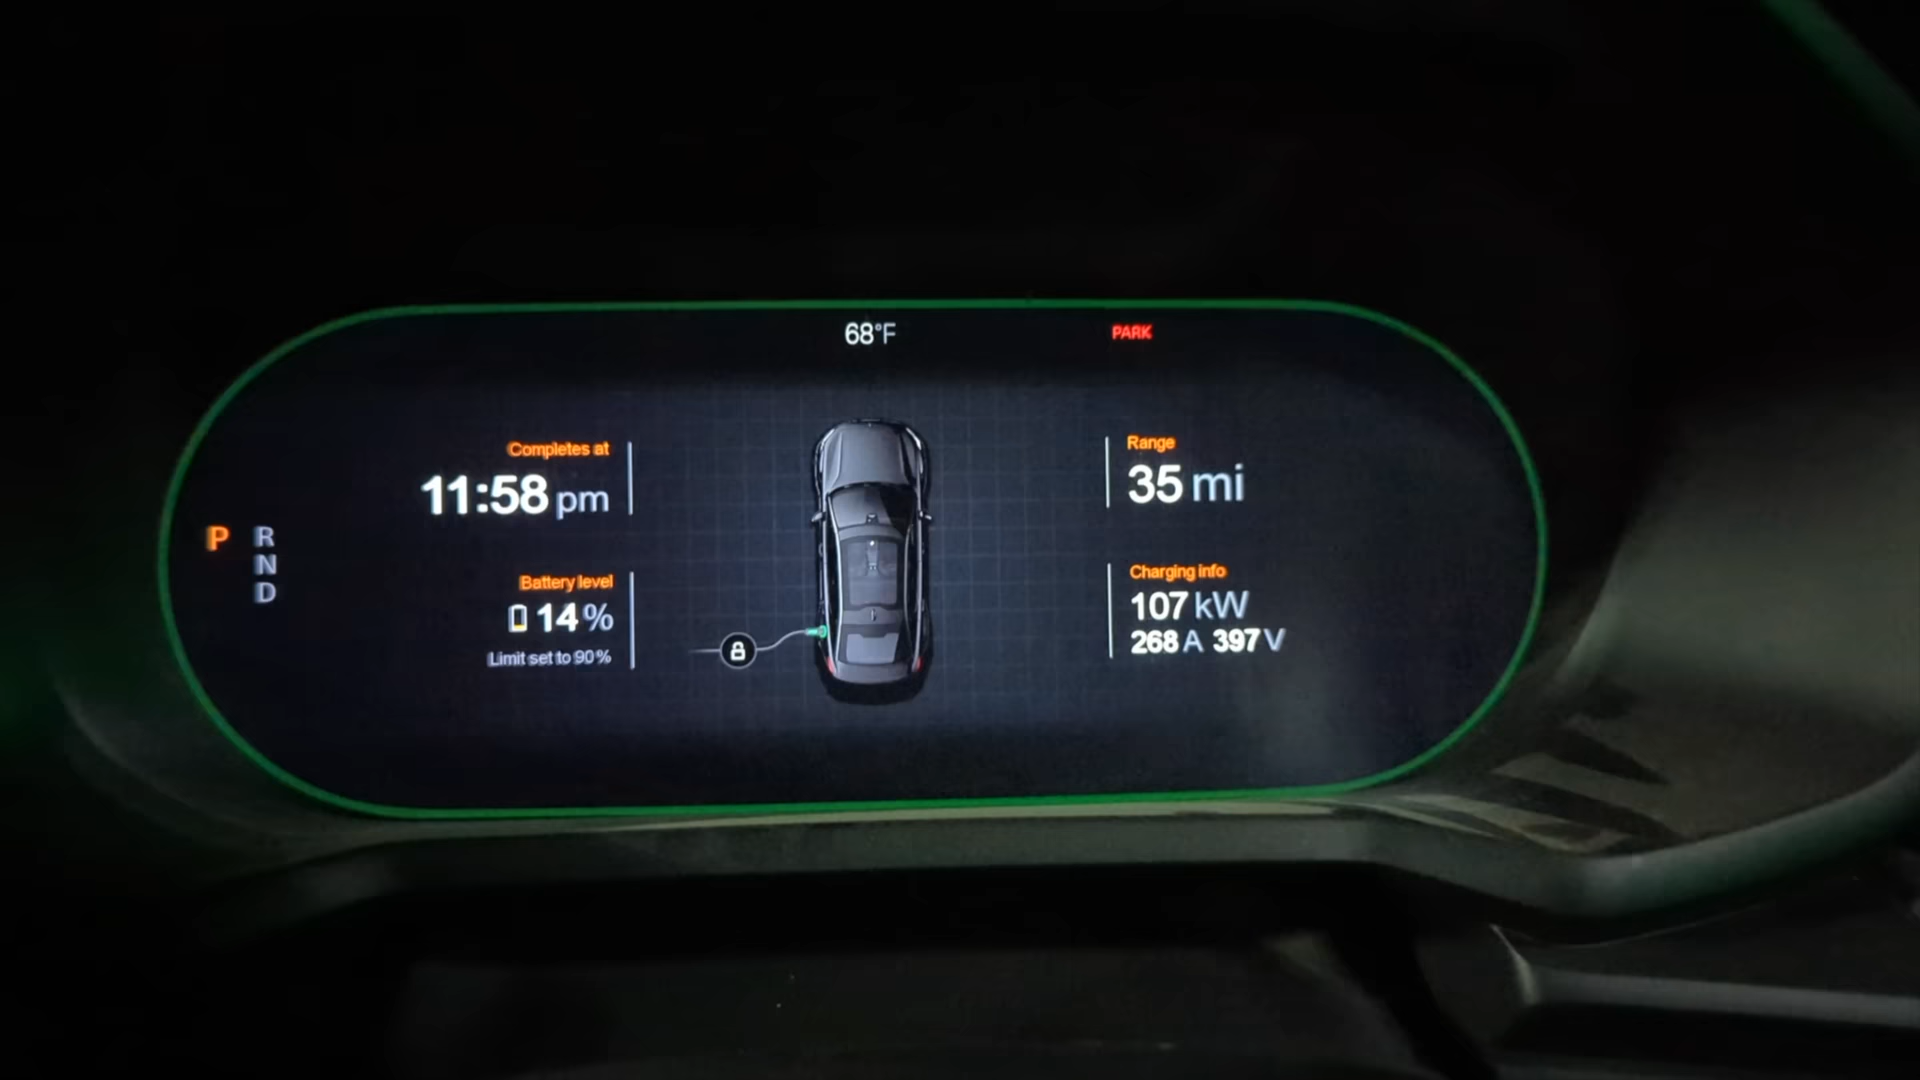 68°F
PARK
Completes at
11:58 pm
Range
35 mi
P
R
N
D
Battery level
14%
Limit set to 90%
Charging info
107 kW
268 A 397 V